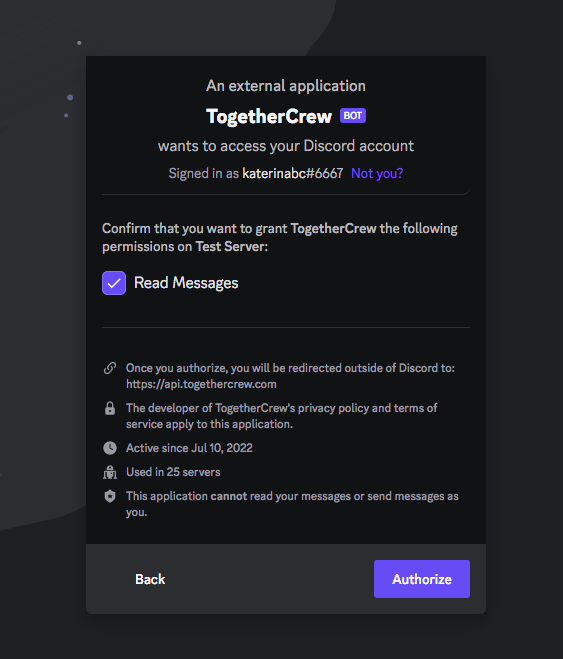 An external application
TogetherCrew BOT
wants to access your Discord account
Signed in as katerinabc#6667 Not you?
Confirm that you want to grant TogetherCrew the following
permissions on Test Server:
Read Messages
Once you authorize, you will be redirected outside of Discord to:
https://api.togethercrew.com
The developer of TogetherCrew's privacy policy and terms of
service apply to this application.
Active since Jul 10, 2022
Used in 25 servers
This application cannot read your messages or send messages as
you.
Back
Authorize